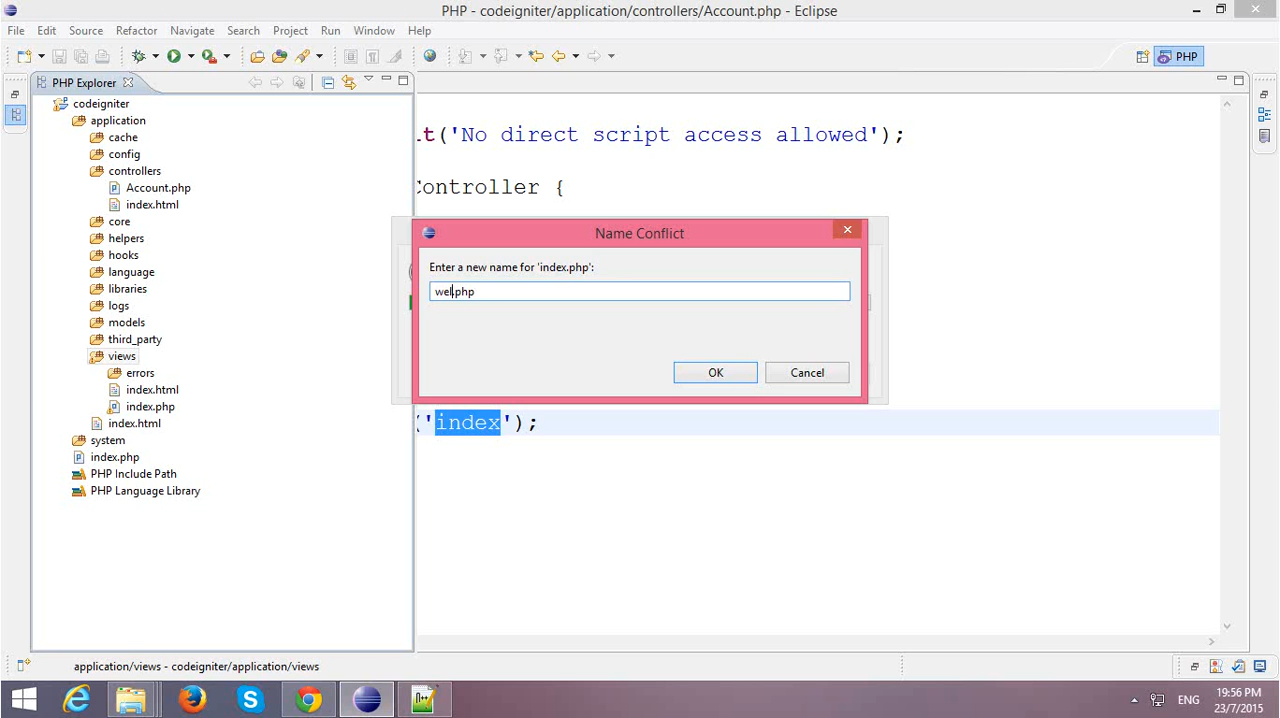 PHP - codeigniter/application/controllers/Account.php - Eclipse
File Edit Source Refactor Navigate Search Project Run Window Help
PHP
PHP Explorer
codeigniter
application
cache
config
controllers
Account.php
index.html
core
helpers
hooks
language
libraries
logs
models
third_party
views
errors
index.html
index.php
index.html
system
index.php
PHP Include Path
PHP Language Library
it('No direct script access allowed');
Controller {
Name Conflict
Enter a new name for 'index.php':
wel.php
OK Cancel
('index');
application/views - codeigniter/application/views
ENG
19:56 PM
23/7/2015